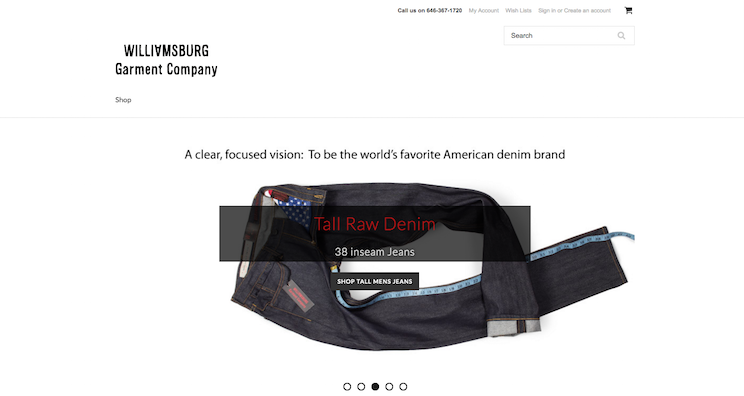 Call us on 646-367-1720 My Account Wish Lists Sign in or Create an account
Search
WILLIAMSBURG
Garment Company
Shop
A clear, focused vision: To be the world's favorite American denim brand
Tall Raw Denim
38 inseam Jeans
SHOP TALL MENS JEANS